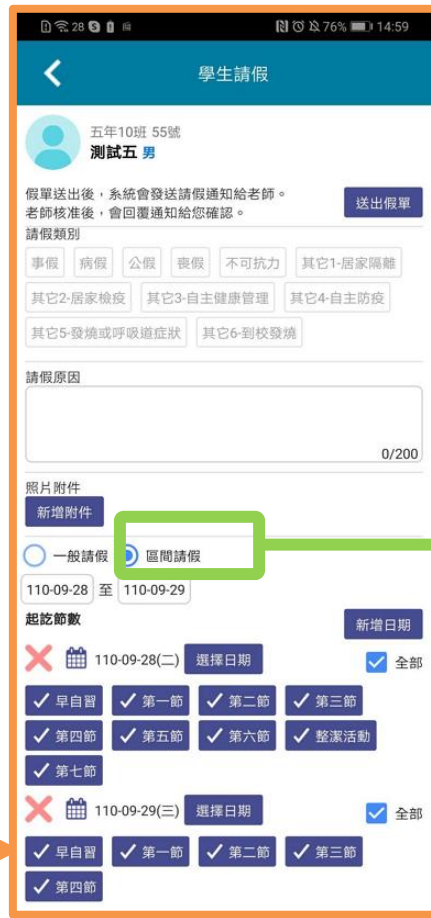 28 76% 14:59
學生請假
五年10班 55號
測試五 男
假單送出後，系統會發送請假通知給老師。
老師核准後，會回覆通知給您確認。
送出假單
請假類別
事假 病假 公假 喪假 不可抗力 其它1-居家隔離
其它2-居家檢疫 其它3-自主健康管理 其它4-自主防疫
其它5-發燒或呼吸道症狀 其它6-到校發燒
請假原因
0/200
照片附件
新增附件
一般請假 區間請假
110-09-28 至 110-09-29
起訖節數 新增日期
110-09-28(二) 選擇日期 全部
早自習 第一節 第二節 第三節
第四節 第五節 第六節 整潔活動
第七節
110-09-29(三) 選擇日期 全部
早自習 第一節 第二節 第三節
第四節